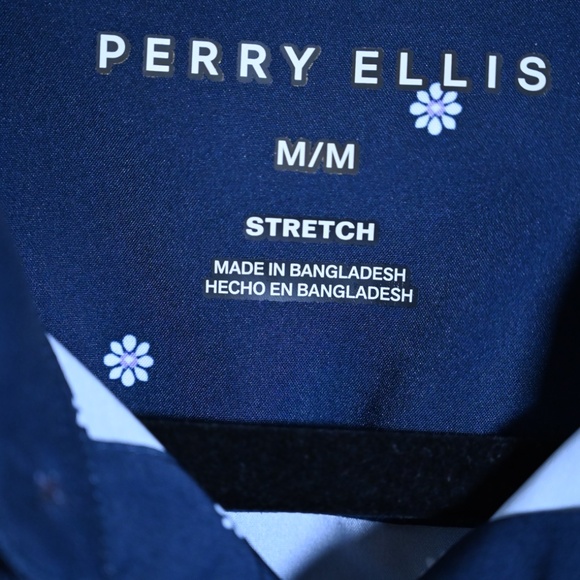 PERRY ELLIS
M/M
STRETCH
MADE IN BANGLADESH
HECHO EN BANGLADESH